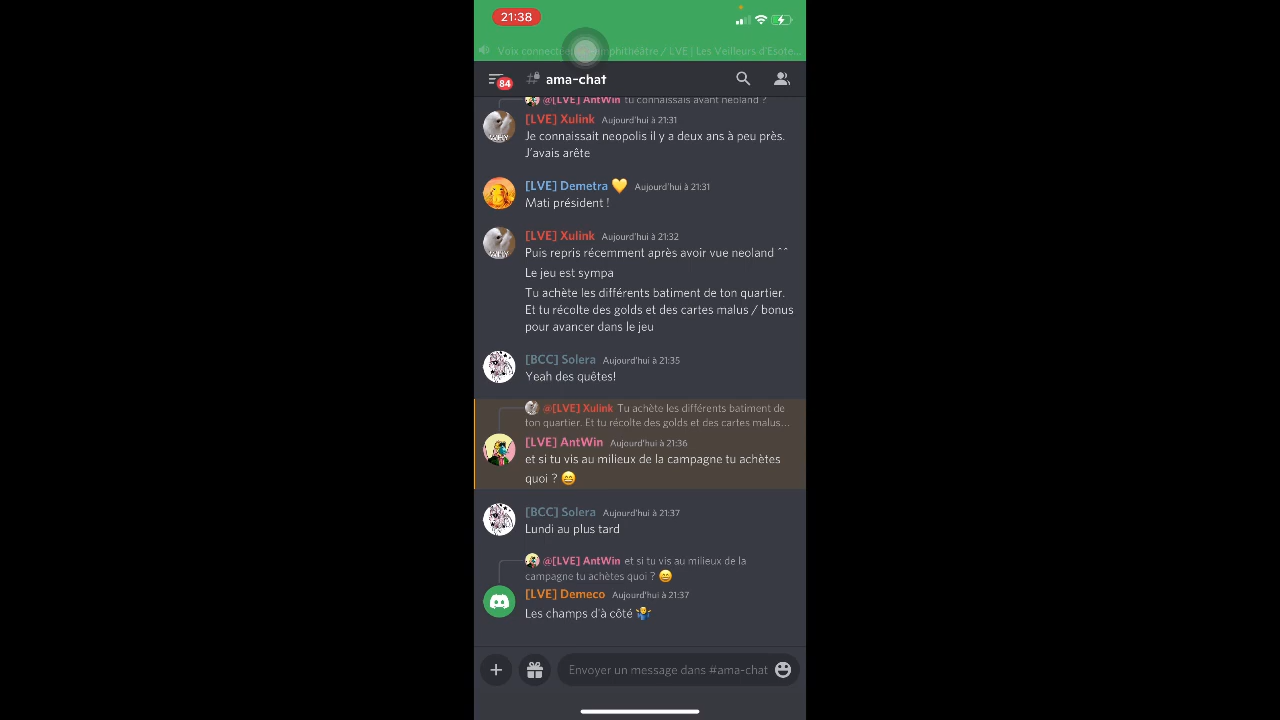 21:38
Voix connectée / Amphithéâtre / LVE | Les Veilleurs d'Esote...
84
ama-chat
@[LVE] AntWin tu connaissais avant neoland ?
[LVE] Xulink Aujourd'hui à 21:31
Je connaissait neopolis il y a deux ans à peu près.
J'avais arête
[LVE] Demetra 💛 Aujourd'hui à 21:31
Mati président !
[LVE] Xulink Aujourd'hui à 21:32
Puis repris récemment après avoir vue neoland ^^
Le jeu est sympa
Tu achète les différents batiment de ton quartier.
Et tu récolte des golds et des cartes malus / bonus
pour avancer dans le jeu
[BCC] Solera Aujourd'hui à 21:35
Yeah des quêtes!
@[LVE] Xulink Tu achète les différents batiment de
ton quartier. Et tu récolte des golds et des cartes malus...
[LVE] AntWin Aujourd'hui à 21:36
et si tu vis au milieux de la campagne tu achètes
quoi ? 😄
[BCC] Solera Aujourd'hui à 21:37
Lundi au plus tard
@[LVE] AntWin et si tu vis au milieux de la
campagne tu achètes quoi ? 😄
[LVE] Demeco Aujourd'hui à 21:37
Les champs d'à côté 🤷‍♂️
Envoyer un message dans #ama-chat